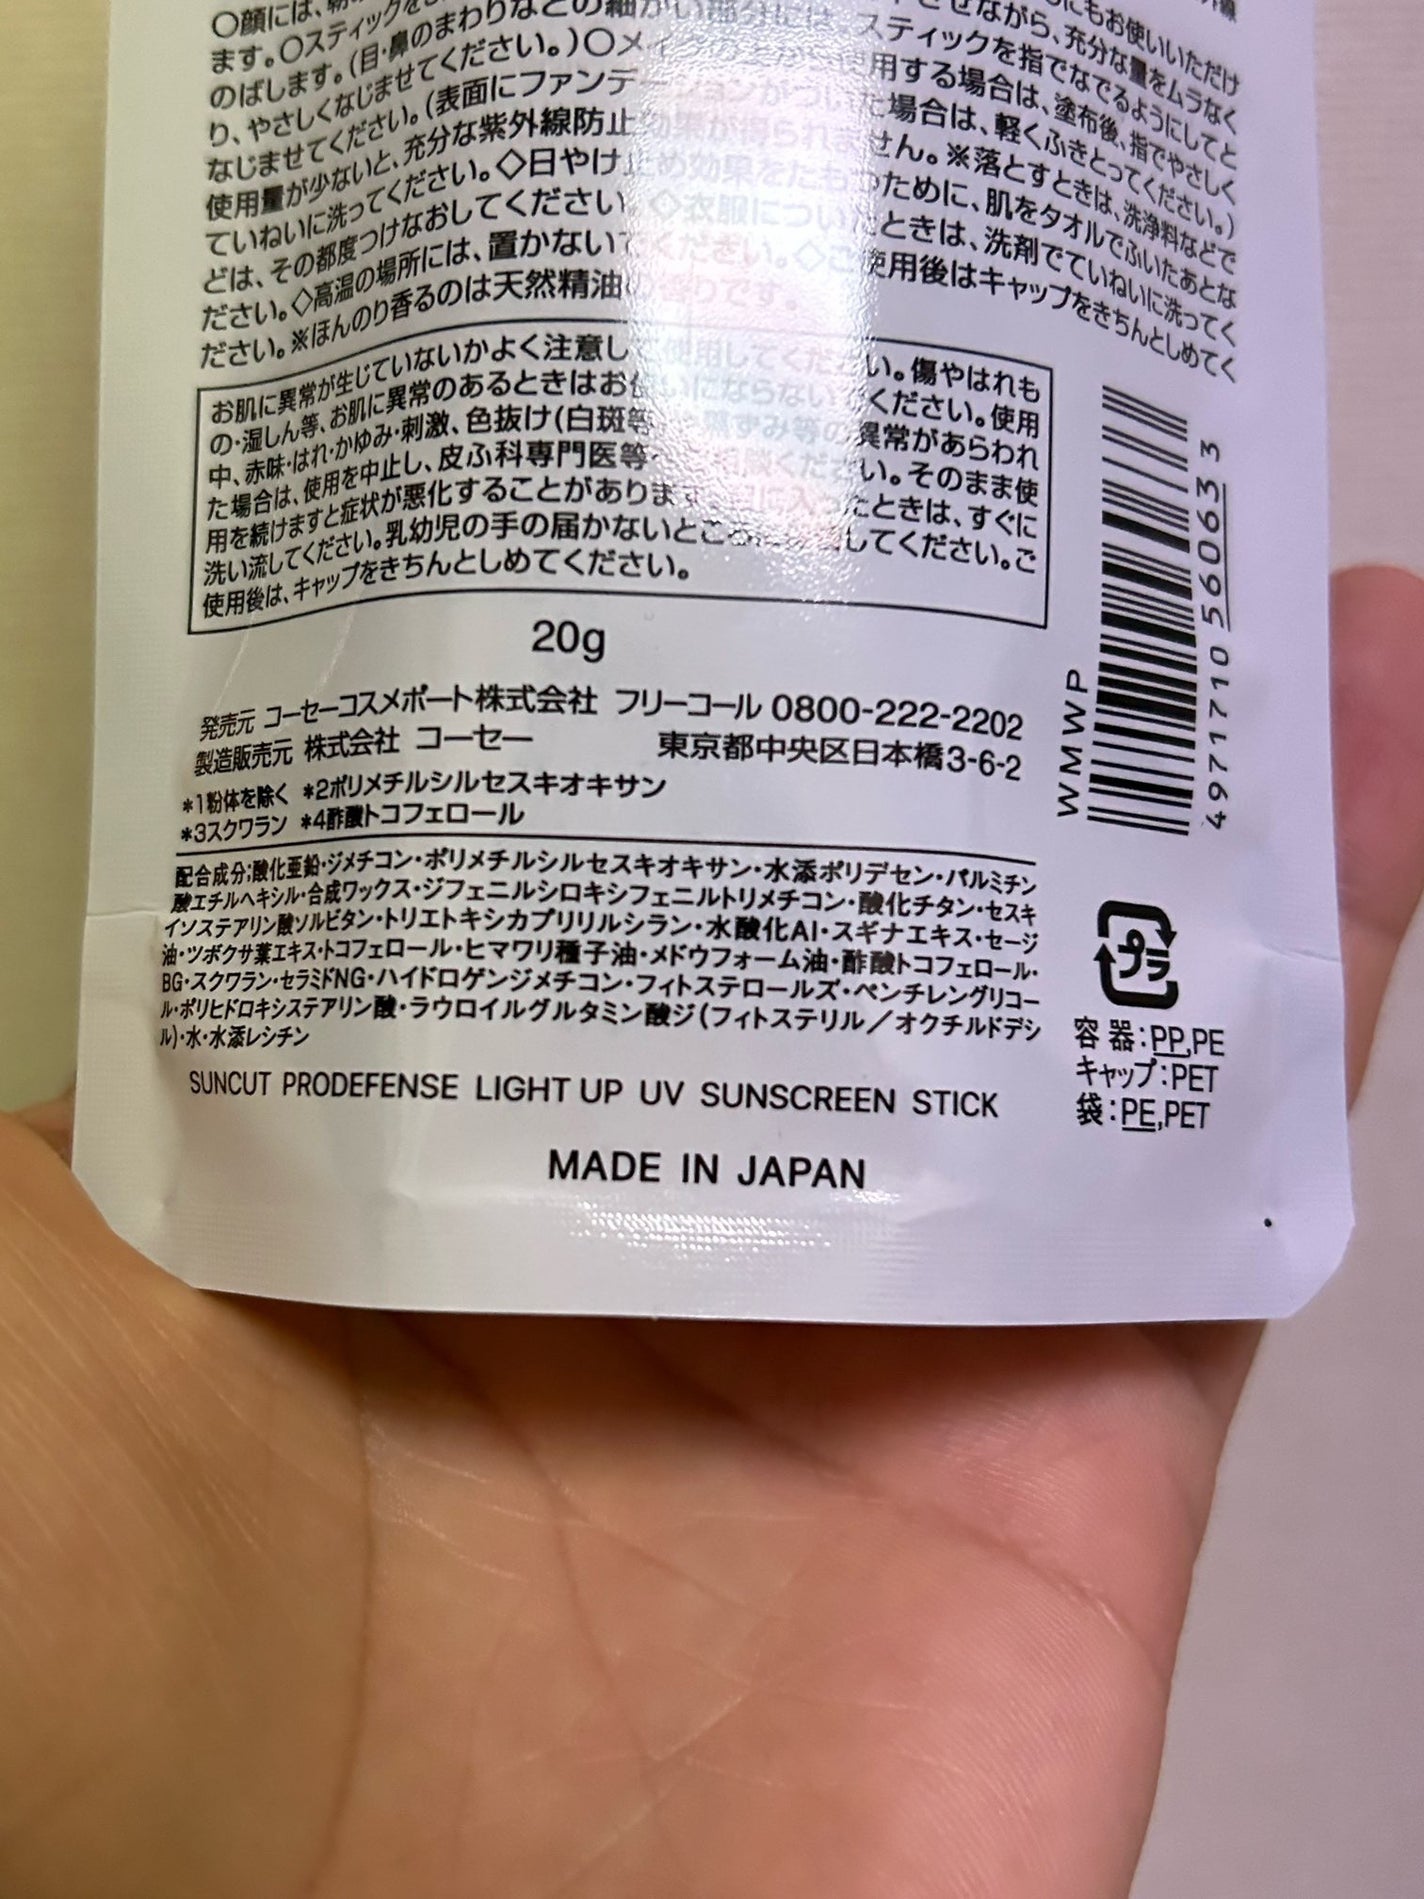 〇顔には、
にもお使いいただけ
ます。〇スティックを させながら、充分な量をムラなく
のばします。(目・鼻のまわりなどの細かい部分には、スティックを指でなでるようにしてと
り、やさしくなじませてください。)〇メイクの上から使用する場合は、塗布後、指でやさしく
なじませてください。(表面にファンデーションがついた場合は、軽くふきとってください。)
使用量が少ないと、充分な紫外線防止効果が得られません。※落とすときは、洗浄料などで
ていねいに洗ってください。◇日やけ止め効果をたもつために、肌をタオルでふいたあとな
どは、その都度つけなおしてください。◇衣服についたときは、洗剤でていねいに洗ってく
ださい。◇高温の場所には、置かないでください。◇ご使用後はキャップをきちんとしめてく
ださい。※ほんのり香るのは天然精油の香りです。
お肌に異常が生じていないかよく注意して使用してください。傷やはれも
の・湿しん等、お肌に異常のあるときはお使いにならないでください。使用
中、赤味・はれ・かゆみ・刺激、色抜け(白斑等)や黒ずみ等の異常があらわれ
た場合は、使用を中止し、皮ふ科専門医等へご相談ください。そのまま使
用を続けますと症状が悪化することがあります。目に入ったときは、すぐに
洗い流してください。乳幼児の手の届かないところに してください。ご
使用後は、キャップをきちんとしめてください。
20g
発売元 コーセーコスメポート株式会社 フリーコール 0800-222-2202
製造販売元 株式会社 コーセー 東京都中央区日本橋3-6-2
*1粉体を除く *2ポリメチルシルセスキオキサン
*3スクワラン *4酢酸トコフェロール
配合成分;酸化亜鉛・ジメチコン・ポリメチルシルセスキオキサン・水添ポリデセン・パルミチン
酸エチルヘキシル・合成ワックス・ジフェニルシロキシフェニルトリメチコン・酸化チタン・セスキ
イソステアリン酸ソルビタン・トリエトキシカプリリルシラン・水酸化Al・スギナエキス・セージ
油・ツボクサ葉エキス・トコフェロール・ヒマワリ種子油・メドウフォーム油・酢酸トコフェロール・
BG・スクワラン・セラミドNG・ハイドロゲンジメチコン・フィトステロールズ・ペンチレングリコー
ル・ポリヒドロキシステアリン酸・ラウロイルグルタミン酸ジ(フィトステリル/オクチルドデシ
ル)・水・水添レシチン
SUNCUT PRODEFENSE LIGHT UP UV SUNSCREEN STICK
MADE IN JAPAN
WMWP
4 971710 560633
プラ
容器:PP,PE
キャップ:PET
袋:PE,PET